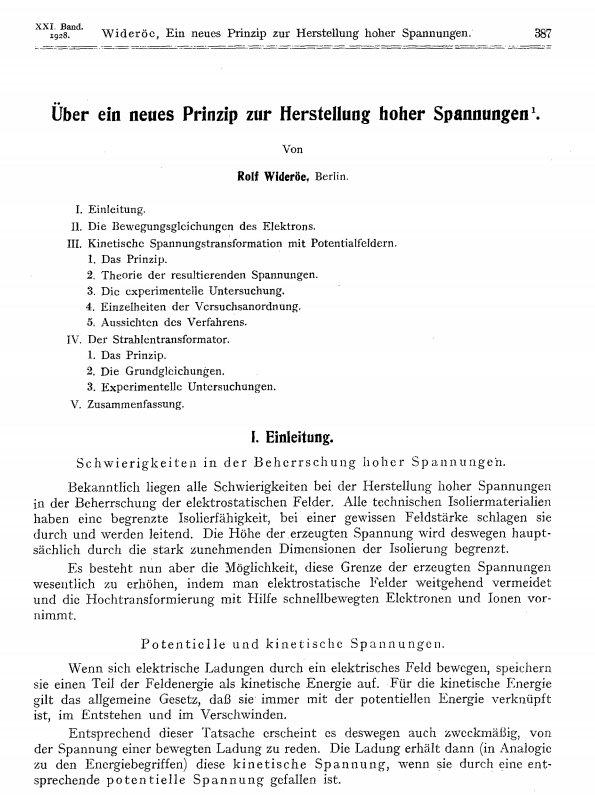 XXI. Band.
1928.
Wideröe, Ein neues Prinzip zur Herstellung hoher Spannungen.
387
Über ein neues Prinzip zur Herstellung hoher Spannungen¹.
Von
Rolf Wideröe, Berlin.
I. Einleitung.
II. Die Bewegungsgleichungen des Elektrons.
III. Kinetische Spannungstransformation mit Potentialfeldern.
1. Das Prinzip.
2. Theorie der resultierenden Spannungen.
3. Die experimentelle Untersuchung.
4. Einzelheiten der Versuchsanordnung.
5. Aussichten des Verfahrens.
IV. Der Strahlentransformator.
1. Das Prinzip.
2. Die Grundgleichungen.
3. Experimentelle Untersuchungen.
V. Zusammenfassung.
I. Einleitung.
Schwierigkeiten in der Beherrschung hoher Spannungen.
Bekanntlich liegen alle Schwierigkeiten bei der Herstellung hoher Spannungen
in der Beherrschung der elektrostatischen Felder. Alle technischen Isoliermaterialien
haben eine begrenzte Isolierfähigkeit, bei einer gewissen Feldstärke schlagen sie
durch und werden leitend. Die Höhe der erzeugten Spannung wird deswegen haupt-
sächlich durch die stark zunehmenden Dimensionen der Isolierung begrenzt.
Es besteht nun aber die Möglichkeit, diese Grenze der erzeugten Spannungen
wesentlich zu erhöhen, indem man elektrostatische Felder weitgehend vermeidet
und die Hochtransformierung mit Hilfe schnellbewegten Elektronen und Ionen vor-
nimmt.
Potentielle und kinetische Spannungen.
Wenn sich elektrische Ladungen durch ein elektrisches Feld bewegen, speichern
sie einen Teil der Feldenergie als kinetische Energie auf. Für die kinetische Energie
gilt das allgemeine Gesetz, daß sie immer mit der potentiellen Energie verknüpft
ist, im Entstehen und im Verschwinden.
Entsprechend dieser Tatsache erscheint es deswegen auch zweckmäßig, von
der Spannung einer bewegten Ladung zu reden. Die Ladung erhält dann (in Analogie
zu den Energiebegriffen) diese kinetische Spannung, wenn sie durch eine ent-
sprechende potentielle Spannung gefallen ist.